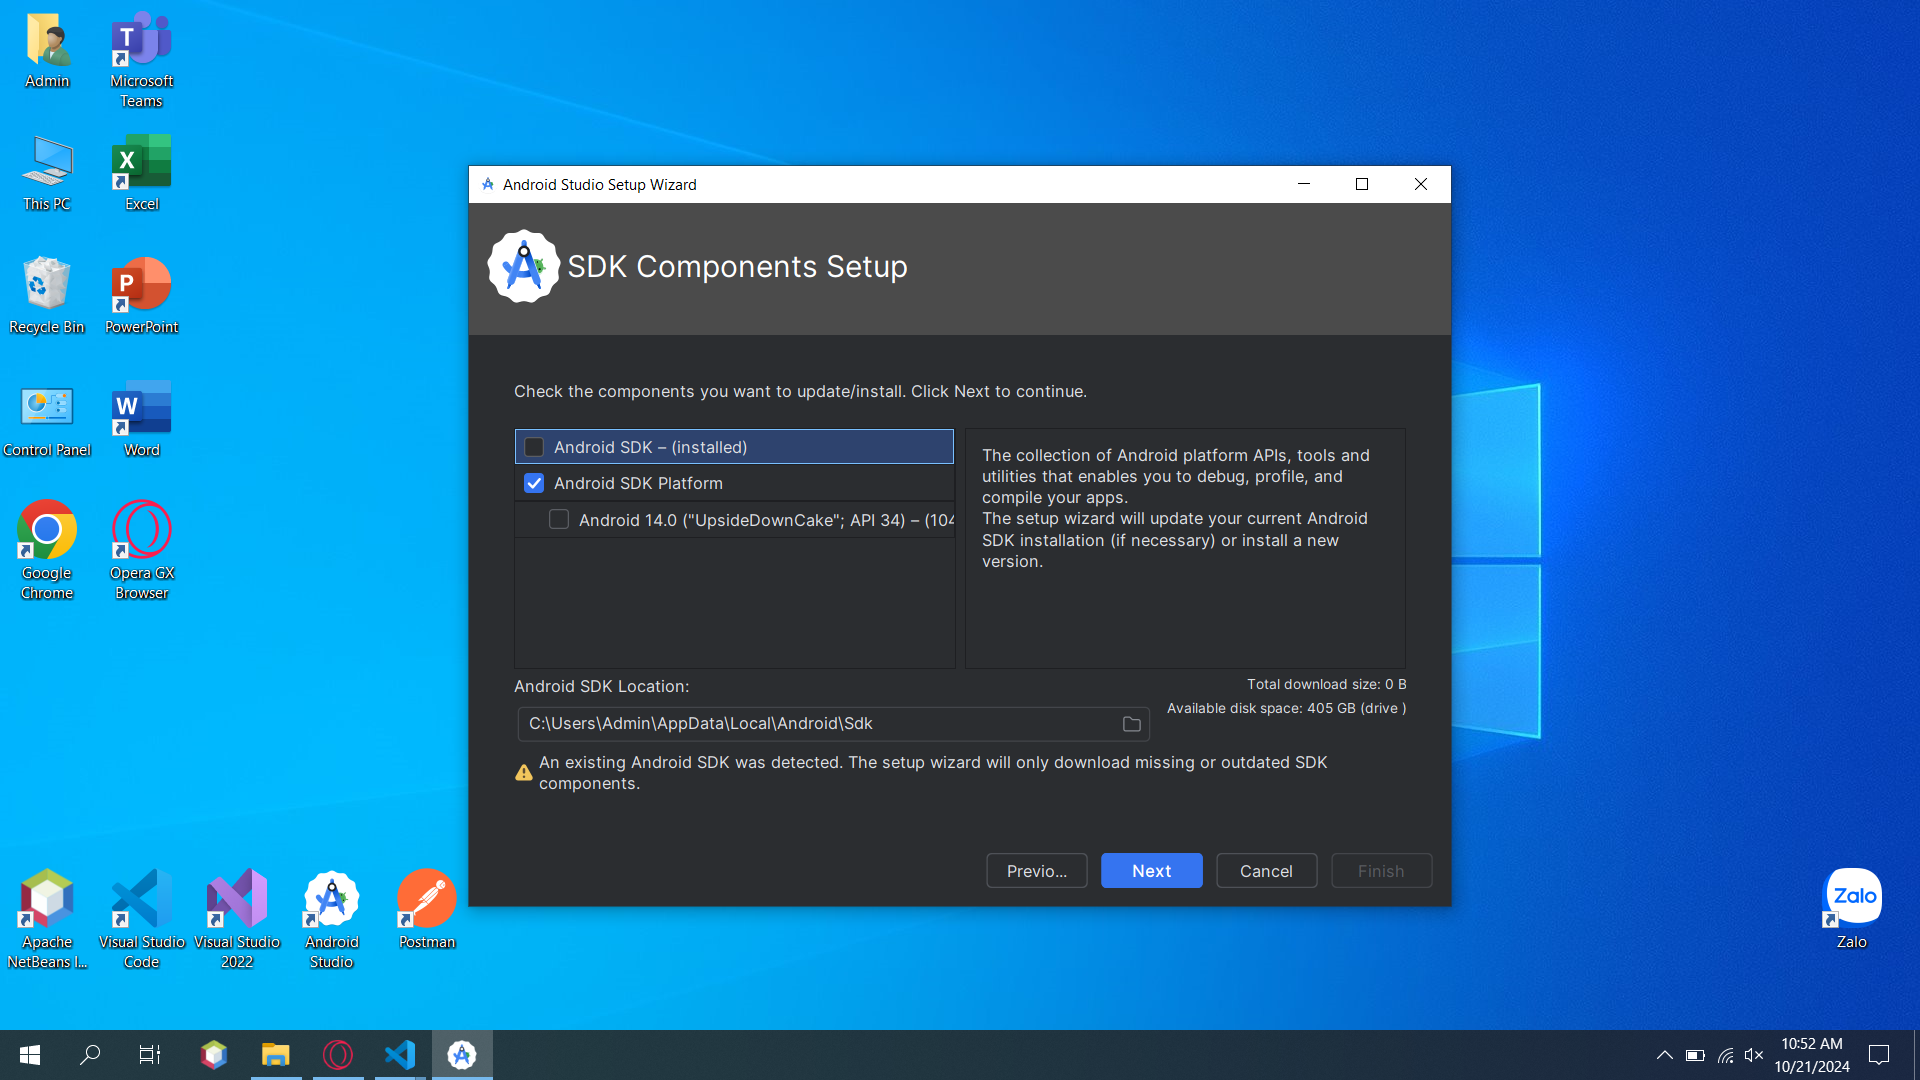 Admin
Microsoft
Teams
This PC
Excel
Recycle Bin
PowerPoint
Control Panel
Word
Google
Chrome
Opera GX
Browser
Android Studio Setup Wizard
SDK Components Setup
Check the components you want to update/install. Click Next to continue.
Android SDK – (installed)
Android SDK Platform
Android 14.0 ("UpsideDownCake"; API 34) – (104
The collection of Android platform APIs, tools and
utilities that enables you to debug, profile, and
compile your apps.
The setup wizard will update your current Android
SDK installation (if necessary) or install a new
version.
Android SDK Location:
Total download size: 0 B
C:\Users\Admin\AppData\Local\Android\Sdk
Available disk space: 405 GB (drive )
An existing Android SDK was detected. The setup wizard will only download missing or outdated SDK
components.
Previo...
Next
Cancel
Finish
Apache
NetBeans I...
Visual Studio
Code
Visual Studio
2022
Android
Studio
Postman
Zalo
Zalo
10:52 AM
10/21/2024